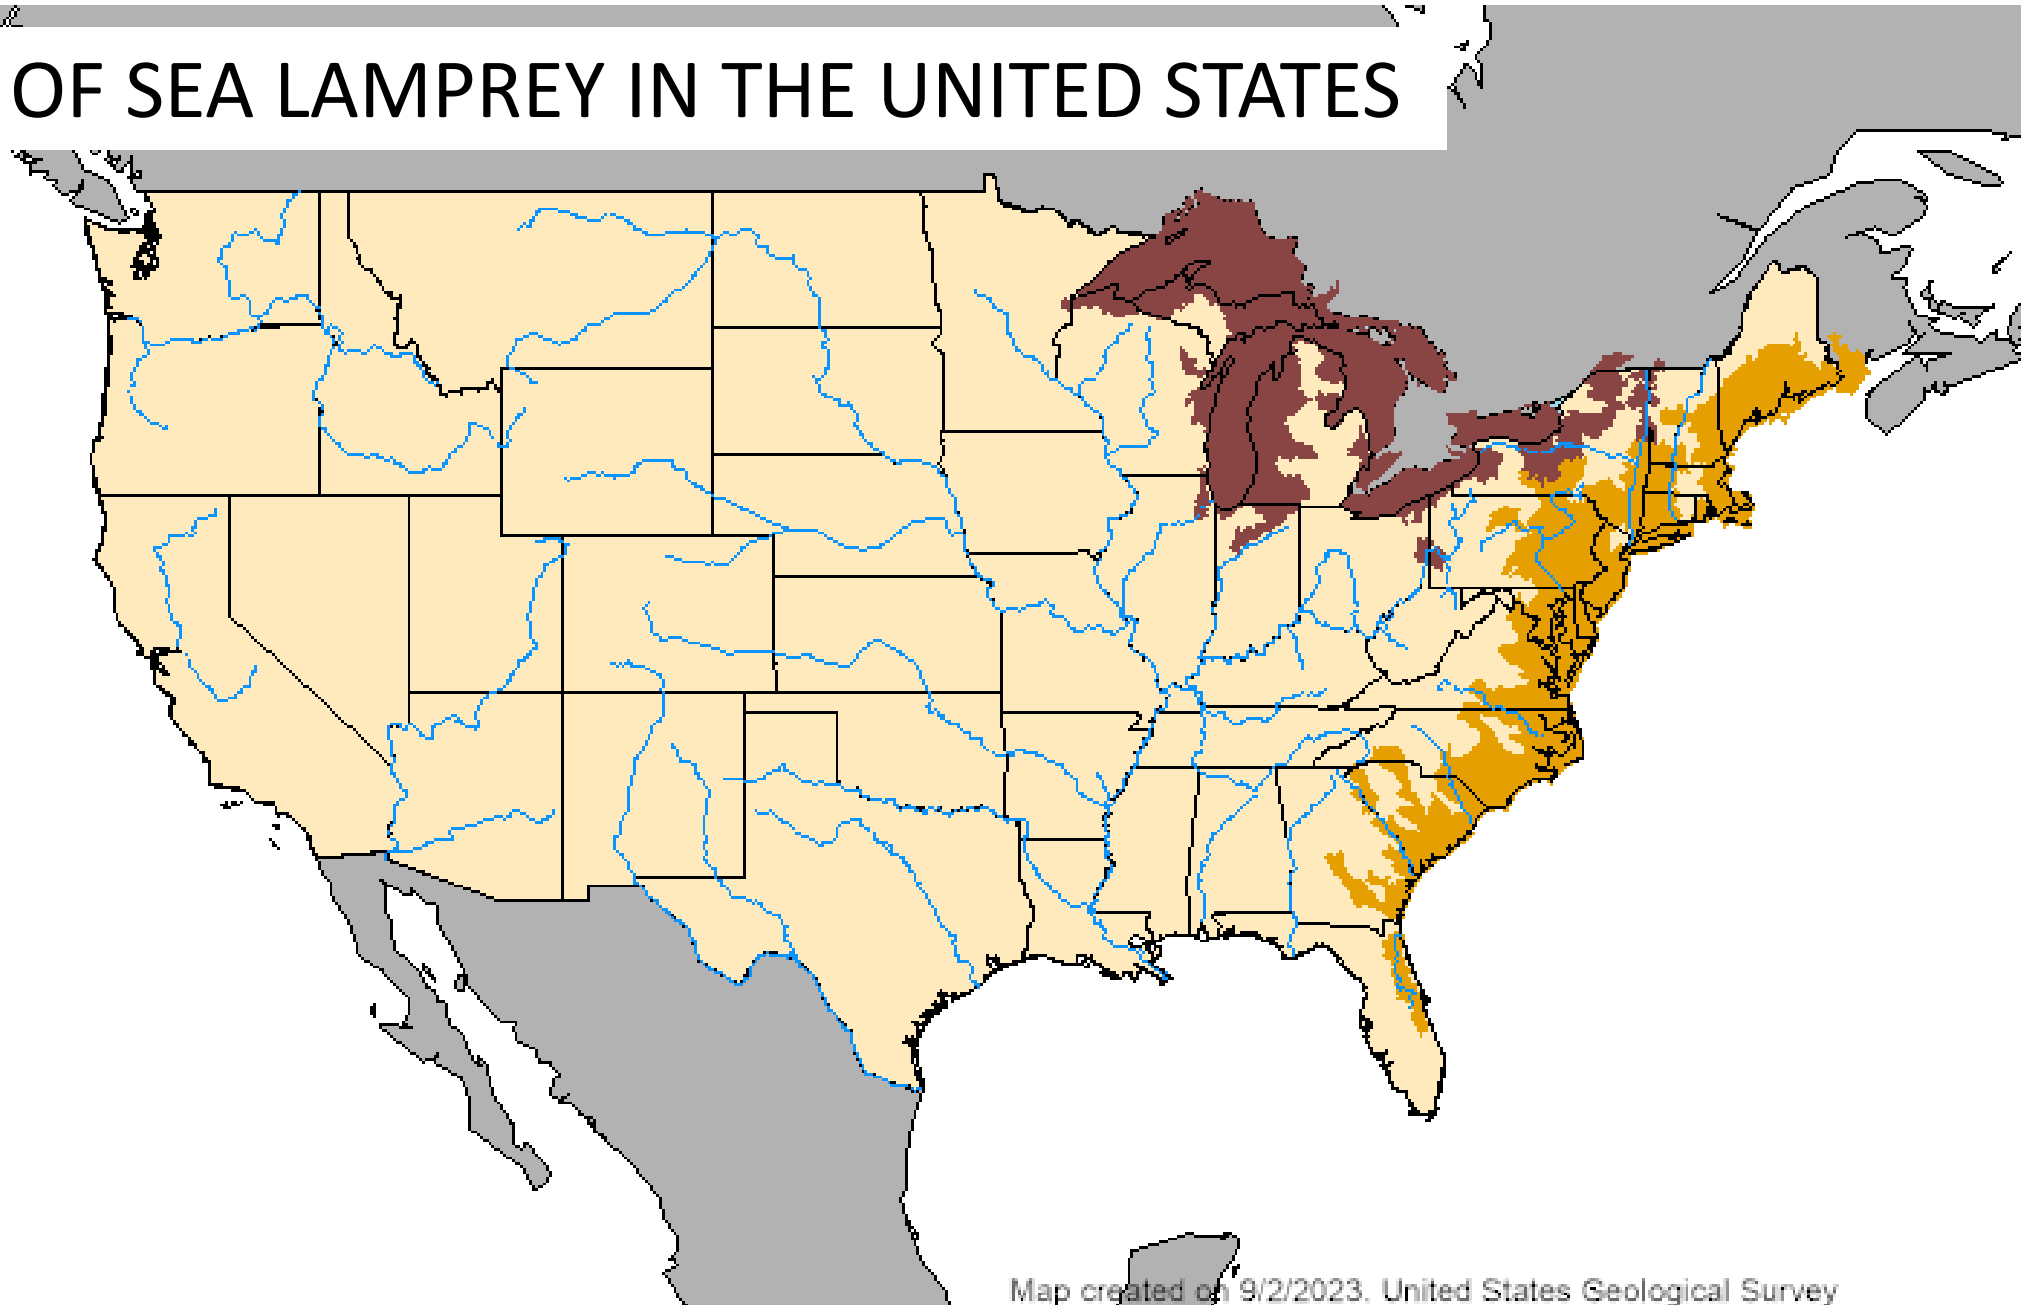 OF SEA LAMPREY IN THE UNITED STATES
Map created on 9/2/2023. United States Geological Survey